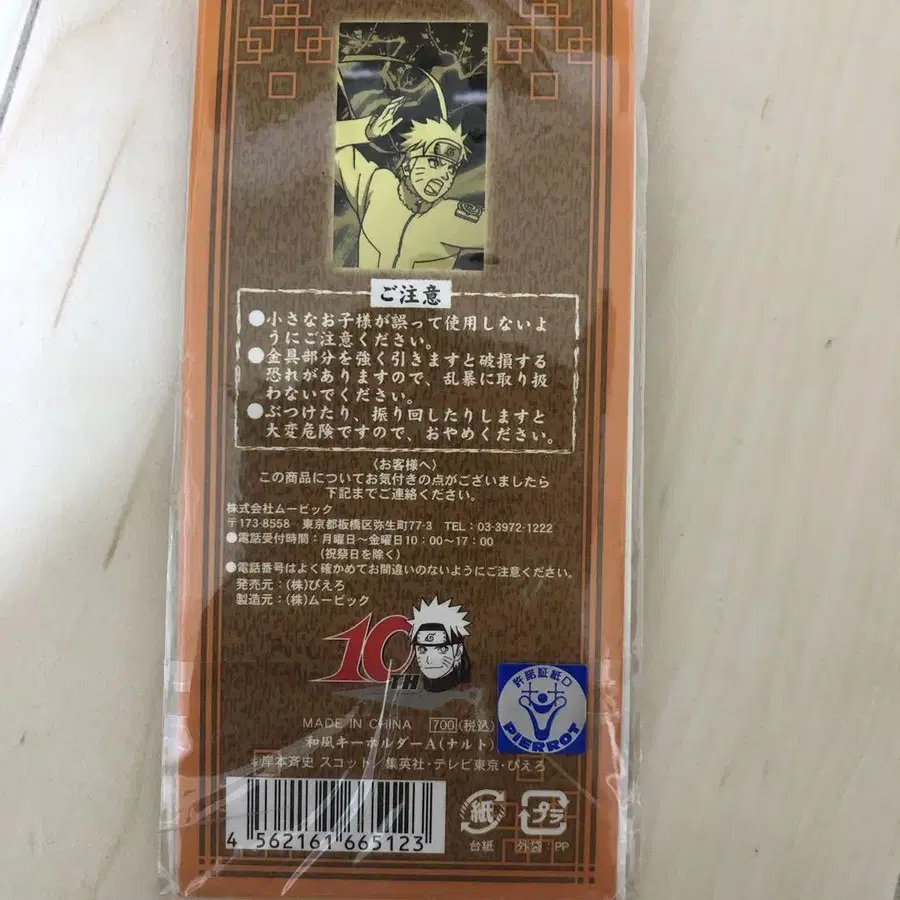 ご注意
●小さなお子様が誤って使用しないよ
うにご注意ください。
●金具部分を強く引きますと破損する
恐れがありますので、乱暴に取り扱
わないでください。
●ぶつけたり、振り回したりしますと
大変危険ですので、おやめください。
〈お客様へ〉
この商品についてお気付きの点がございましたら
下記までご連絡ください。
株式会社ムービック
〒173-8558 東京都板橋区弥生町77-3 TEL：03-3972-1222
●電話受付時間：月曜日〜金曜日10：00〜17：00
(祝祭日を除く)
●電話番号はよく確かめてお間違いのないようにご注意ください。
発売元：(株)ぴえろ
製造元：(株)ムービック
10TH
許諾証紙D
PIERROT
MADE IN CHINA 700(税込)
和風キーホルダーA(ナルト)
©岸本斉史 スコット／集英社・テレビ東京・ぴえろ
4 562161 665123
紙
台紙
プラ
外袋：PP